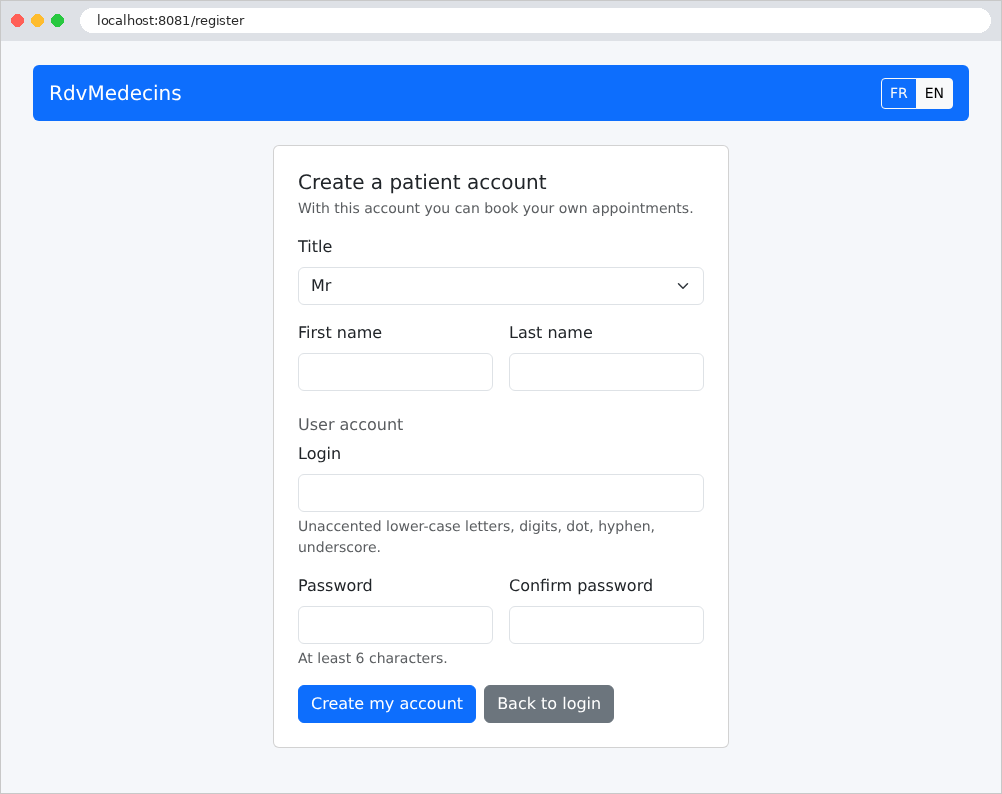 localhost:8081/register
RdvMedecins
FR EN
Create a patient account
With this account you can book your own appointments.
Title
Mr
First name Last name
User account
Login
Unaccented lower-case letters, digits, dot, hyphen,
underscore.
Password Confirm password
At least 6 characters.
Create my account Back to login